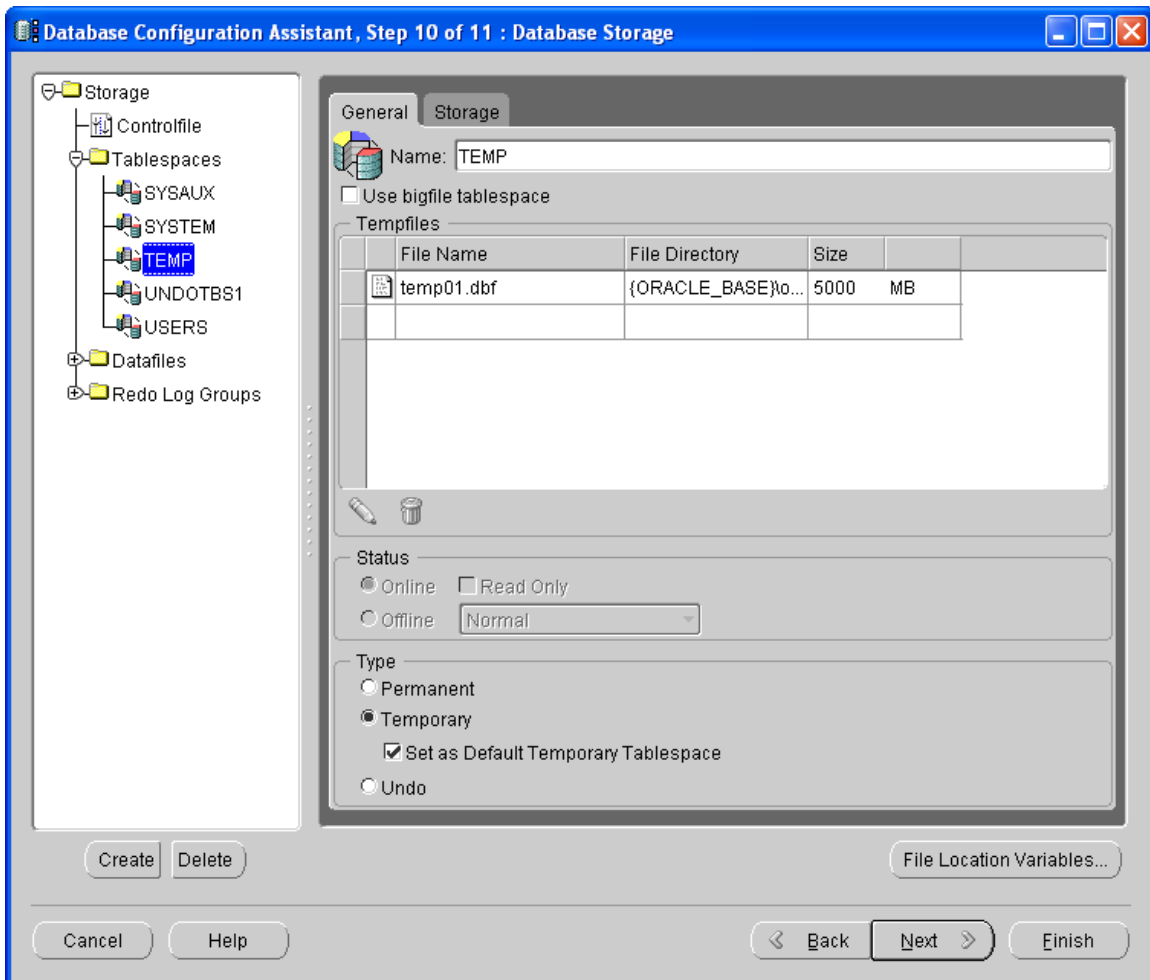 Database Configuration Assistant, Step 10 of 11 : Database Storage
Storage
Controlfile
Tablespaces
SYSAUX
SYSTEM
TEMP
UNDOTBS1
USERS
Datafiles
Redo Log Groups
General Storage
Name: TEMP
Use bigfile tablespace
Tempfiles
File Name File Directory Size
temp01.dbf {ORACLE_BASE}\o... 5000 MB
Status
Online Read Only
Offline Normal
Type
Permanent
Temporary
Set as Default Temporary Tablespace
Undo
Create Delete File Location Variables...
Cancel Help Back Next Finish